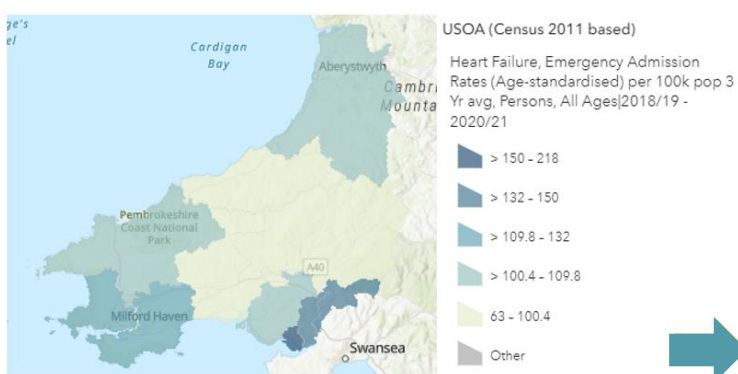 ge's
el
Cardigan
Bay
Aberystwyth
Cambri
Mounta
Pembrokeshire
Coast National
Park
A40
Milford Haven
Swansea
USOA (Census 2011 based)
Heart Failure, Emergency Admission
Rates (Age-standardised) per 100k pop 3
Yr avg, Persons, All Ages|2018/19 -
2020/21
> 150 - 218
> 132 - 150
> 109.8 - 132
> 100.4 - 109.8
63 - 100.4
Other